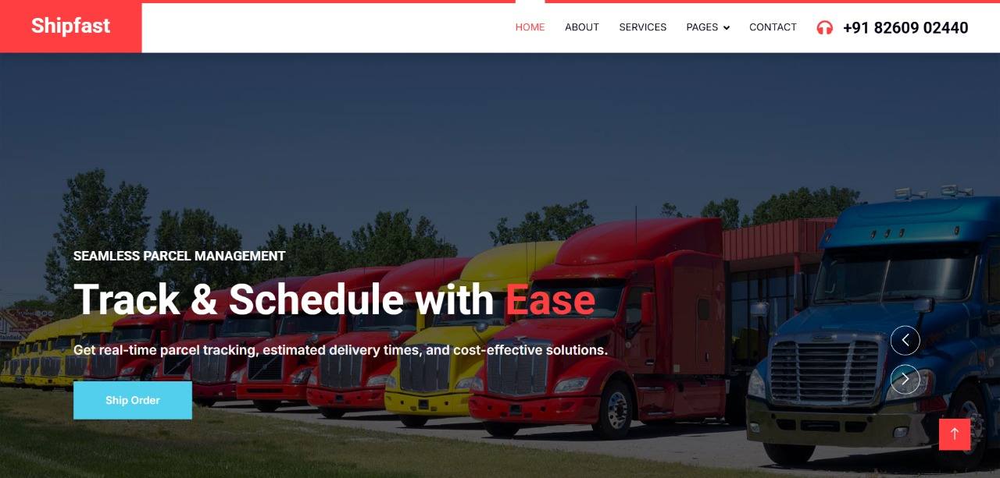 Shipfast
HOME ABOUT SERVICES PAGES CONTACT +91 82609 02440
SEAMLESS PARCEL MANAGEMENT
Track & Schedule with Ease
Get real-time parcel tracking, estimated delivery times, and cost-effective solutions.
Ship Order